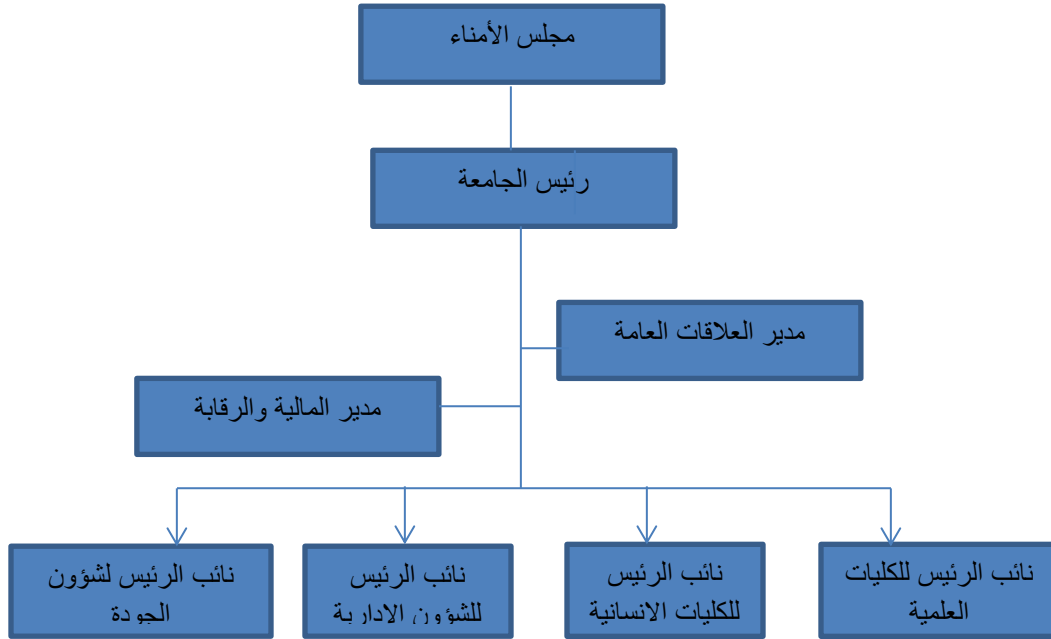 مجلس الأمناء
رئيس الجامعة
مدير العلاقات العامة
مدير المالية والرقابة
نائب الرئيس للكليات
العلمية
نائب الرئيس
للكليات الانسانية
نائب الرئيس
للشؤون الادارية
نائب الرئيس لشؤون
الجودة